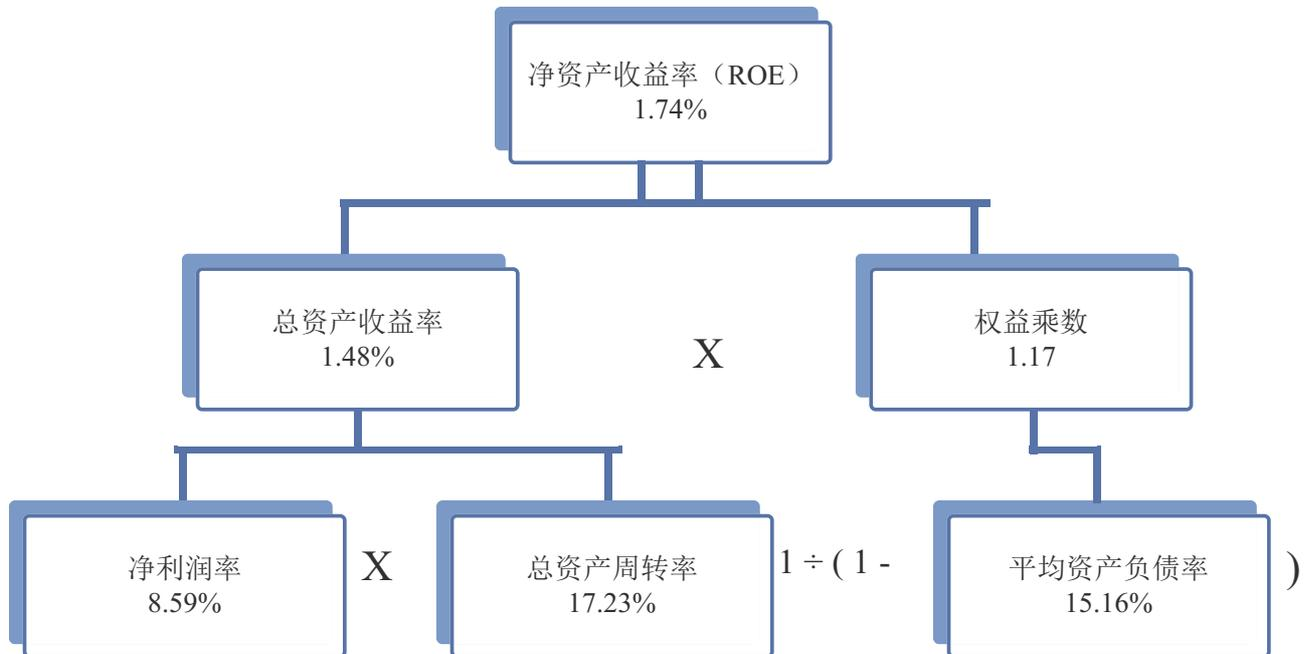 净资产收益率（ROE）
1.74%
总资产收益率
1.48%
X
权益乘数
1.17
净利润率
8.59%
X
总资产周转率
17.23%
1 ÷ ( 1 -
平均资产负债率
15.16%
)